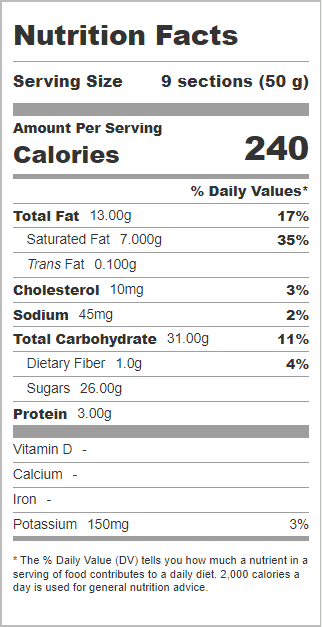 Nutrition Facts
Serving Size 9 sections (50 g)
Amount Per Serving
Calories 240
% Daily Values*
Total Fat 13.00g 17%
Saturated Fat 7.000g 35%
Trans Fat 0.100g
Cholesterol 10mg 3%
Sodium 45mg 2%
Total Carbohydrate 31.00g 11%
Dietary Fiber 1.0g 4%
Sugars 26.00g
Protein 3.00g
Vitamin D -
Calcium -
Iron -
Potassium 150mg 3%
* The % Daily Value (DV) tells you how much a nutrient in a
serving of food contributes to a daily diet. 2,000 calories a
day is used for general nutrition advice.